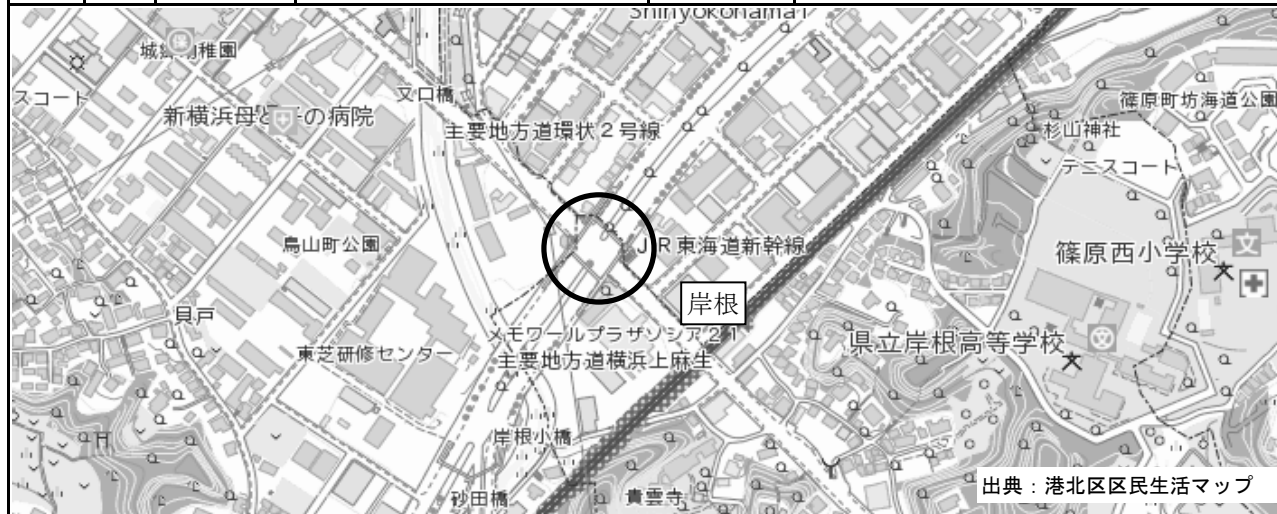 Shinyokohama1
城郷幼稚園
スコート
又口橋
新横浜母と子の病院
主要地方道環状2号線
篠原町坊海道公園
杉山神社
テニスコート
鳥山町公園
JR東海道新幹線
篠原西小学校
文
岸根
貝戸
メモワールプラザソシア21
東芝研修センター
主要地方道横浜上麻生
県立岸根高等学校
岸根小橋
砂田橋
貴雲寺
出典：港北区区民生活マップ